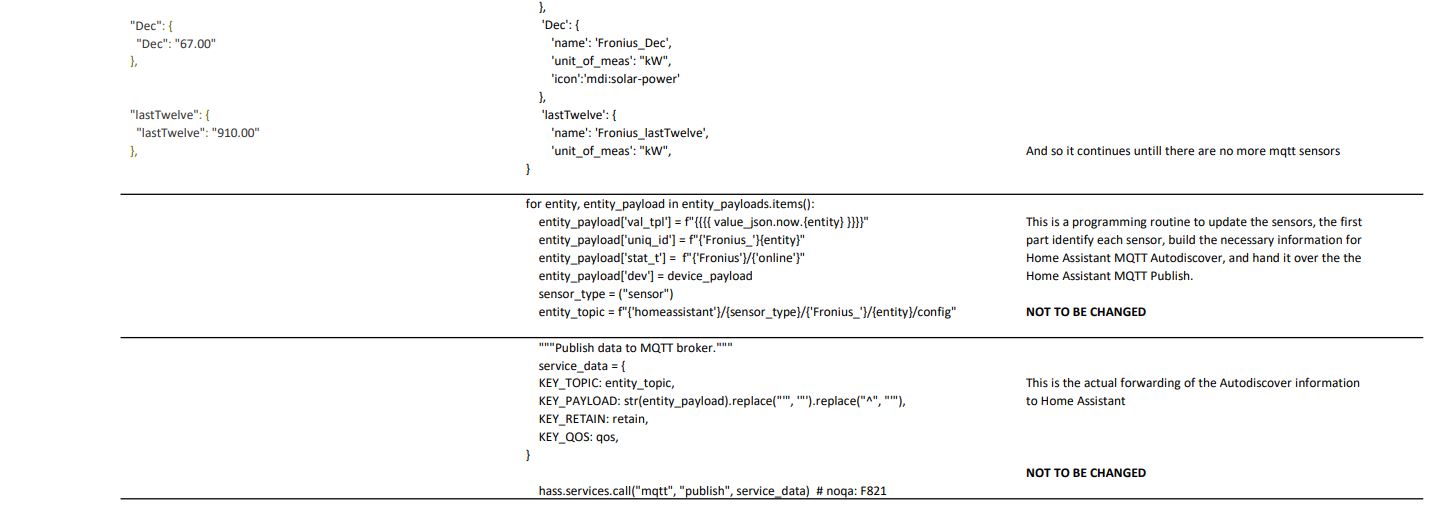 },
"Dec": { 'Dec': {
"Dec": "67.00" 'name': 'Fronius_Dec',
}, 'unit_of_meas': "kW",
'icon':'mdi:solar-power'
},
"lastTwelve": { 'lastTwelve': {
"lastTwelve": "910.00" 'name': 'Fronius_lastTwelve',
}, 'unit_of_meas': "kW", And so it continues untill there are no more mqtt sensors
}
for entity, entity_payload in entity_payloads.items():
entity_payload['val_tpl'] = f"{{{{ value_json.now.{entity} }}}}" This is a programming routine to update the sensors, the first
entity_payload['uniq_id'] = f"{'Fronius_'}{entity}" part identify each sensor, build the necessary information for
entity_payload['stat_t'] = f"{'Fronius'}/{'online'}" Home Assistant MQTT Autodiscover, and hand it over the the
entity_payload['dev'] = device_payload Home Assistant MQTT Publish.
sensor_type = ("sensor")
entity_topic = f"{'homeassistant'}/{sensor_type}/{'Fronius_'}/{entity}/config" NOT TO BE CHANGED
"""Publish data to MQTT broker."""
service_data = {
KEY_TOPIC: entity_topic, This is the actual forwarding of the Autodiscover information
KEY_PAYLOAD: str(entity_payload).replace("'", '"').replace("^", "'"), to Home Assistant
KEY_RETAIN: retain,
KEY_QOS: qos,
}
NOT TO BE CHANGED
hass.services.call("mqtt", "publish", service_data) # noqa: F821